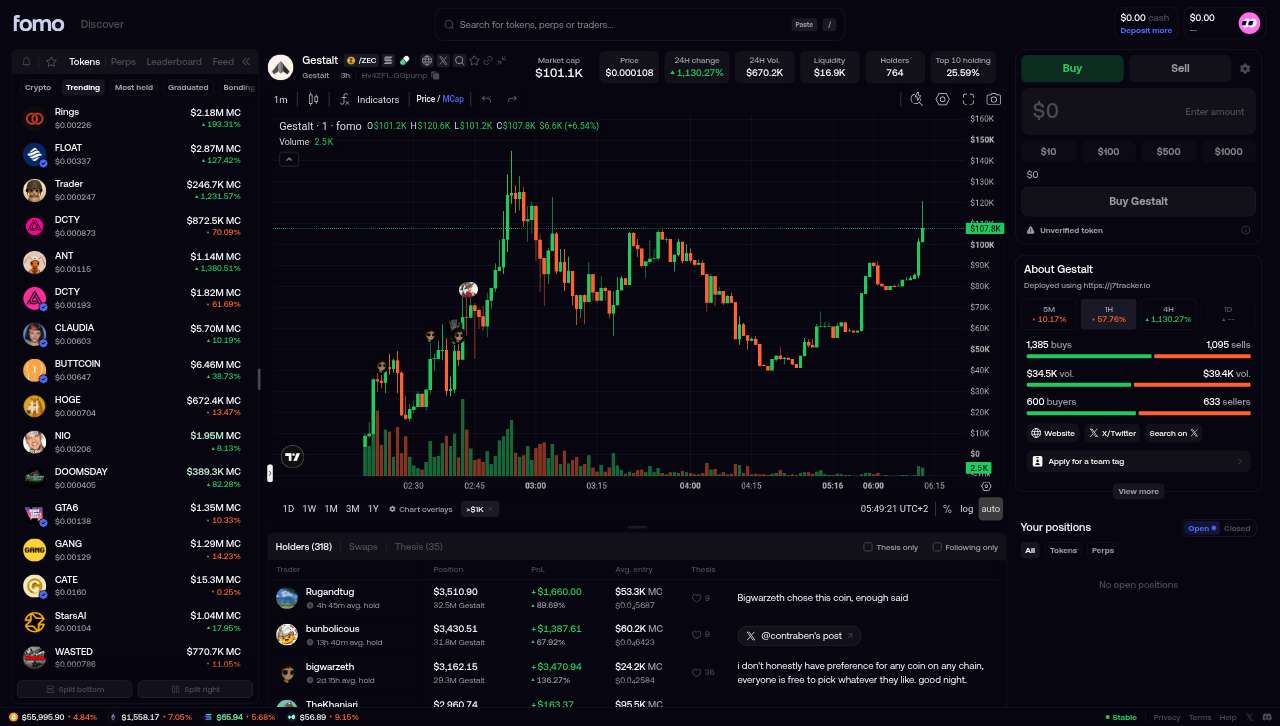 fomo Discover
Search for tokens, perps or traders... Paste /
$0.00 cash
Deposit more
$0.00
—
Tokens Perps Leaderboard Feed
Crypto Trending Most held Graduated Bonding
Rings $2.18M MC
$0.00226 193.31%
FLOAT $2.87M MC
$0.00337 127.42%
Trader $246.7K MC
$0.000247 1,231.57%
DCTY $872.5K MC
$0.000873 70.09%
ANT $1.14M MC
$0.00115 1,380.51%
DCTY $1.82M MC
$0.00193 61.69%
CLAUDIA $5.70M MC
$0.00603 10.19%
BUTTCOIN $6.46M MC
$0.00647 38.73%
HOGE $672.4K MC
$0.000704 13.47%
NIO $1.95M MC
$0.00206 8.13%
DOOMSDAY $389.3K MC
$0.000405 82.28%
GTA6 $1.35M MC
$0.00138 10.33%
GANG $1.29M MC
$0.00129 14.23%
CATE $15.3M MC
$0.0160 0.25%
StarsAI $1.04M MC
$0.00104 17.95%
WASTED $770.7K MC
$0.000786 11.05%
Split bottom Split right
Gestalt /ZEC
Gestalt 3h Hv4ZF1...GGpump
Market cap
$101.1K
Price
$0.000108
24H change
1,130.27%
24H Vol.
$670.2K
Liquidity
$16.9K
Holders
764
Top 10 holding
25.59%
1m Indicators Price / MCap
Gestalt · 1 · fomo O$101.2K H$120.6K L$101.2K C$107.8K $6.6K (+6.54%)
Volume 2.5K
$160K
$150K
$140K
$130K
$120K
$107.8K
$100K
$90K
$80K
$70K
$60K
$50K
$40K
$30K
$20K
$10K
$0
2.5K
02:30 02:45 03:00 03:15 04:00 04:15 05:16 06:00 06:15
1D 1W 1M 3M 1Y Chart overlays >$1K 05:49:21 UTC+2 % log auto
Holders (318) Swaps Thesis (35) Thesis only Following only
Trader Position PnL Avg. entry Thesis
Rugandtug $3,510.90 +$1,660.00 $53.3K MC
4h 45m avg. hold 32.5M Gestalt 89.69% $0.0₄5687
9 Bigwarzeth chose this coin, enough said
bunbolicous $3,430.51 +$1,387.61 $60.2K MC
13h 40m avg. hold 31.8M Gestalt 67.92% $0.0₄6423
9 @contraben's post
bigwarzeth $3,162.15 +$3,470.94 $24.2K MC
2d 15h avg. hold 29.3M Gestalt 136.27% $0.0₄2584
36 i don't honestly have preference for any coin on any chain,
everyone is free to pick whatever they like. good night.
TheKhanjari $2,960.74 +$163.37 $95.5K MC
Buy Sell
$0 Enter amount
$10 $100 $500 $1000
$0
Buy Gestalt
Unverified token
About Gestalt
Deployed using https://j7tracker.io
5M 1H 4H 1D
10.17% 57.76% 1,130.27% --
1,385 buys 1,095 sells
$34.5K vol. $39.4K vol.
600 buyers 633 sellers
Website X/Twitter Search on X
Apply for a team tag
View more
Your positions Open Closed
All Tokens Perps
No open positions
$55,995.90 4.84% $1,558.17 7.05% $65.94 5.68% $56.89 9.15%
Stable Privacy Terms Help